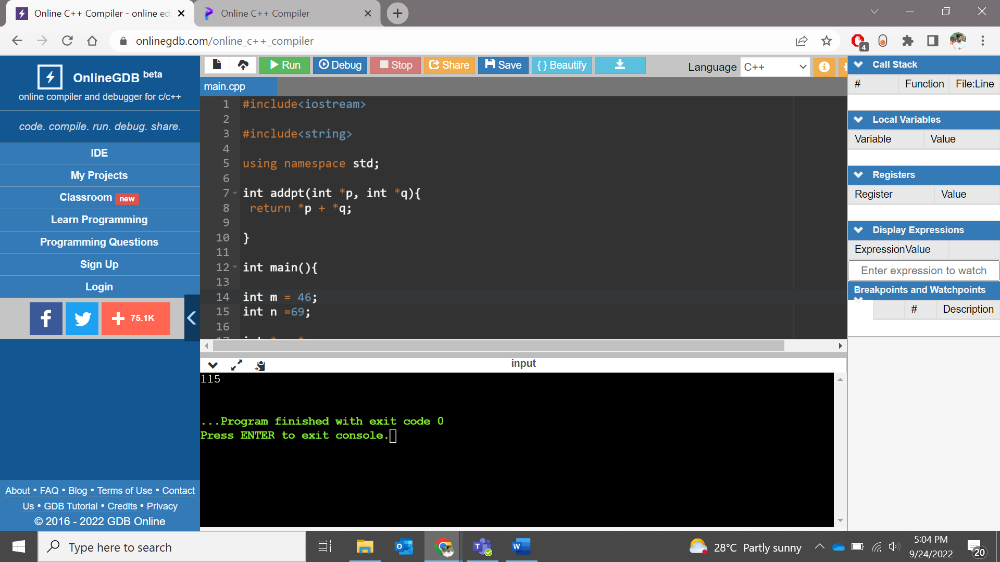 Online C++ Compiler - online ed
Online C++ Compiler
onlinegdb.com/online_c++_compiler
4
OnlineGDB beta
online compiler and debugger for c/c++
code. compile. run. debug. share.
IDE
My Projects
Classroom new
Learn Programming
Programming Questions
Sign Up
Login
75.1K
About • FAQ • Blog • Terms of Use • Contact
Us • GDB Tutorial • Credits • Privacy
© 2016 - 2022 GDB Online
Run Debug Stop Share Save { } Beautify
Language C++
main.cpp
1 #include<iostream>
2
3 #include<string>
4
5 using namespace std;
6
7 int addpt(int *p, int *q){
8 return *p + *q;
9
10 }
11
12 int main(){
13
14 int m = 46;
15 int n =69;
16
input
115
...Program finished with exit code 0
Press ENTER to exit console.
Call Stack
# Function File:Line
Local Variables
Variable Value
Registers
Register Value
Display Expressions
Expression Value
Enter expression to watch
Breakpoints and Watchpoints
# Description
Type here to search
28°C Partly sunny
5:04 PM
9/24/2022
20